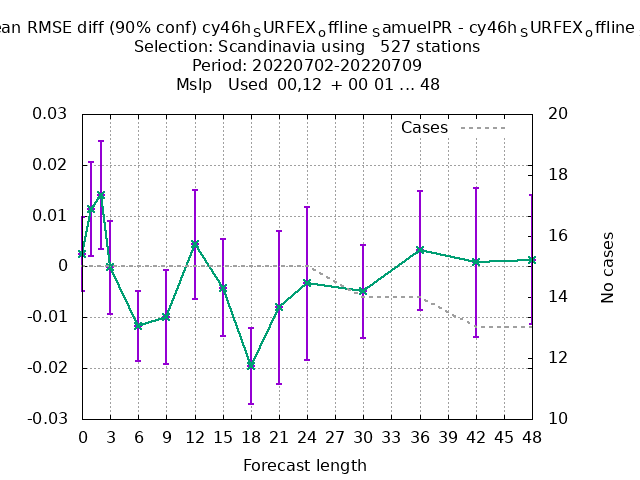 ean RMSE diff (90% conf) cy46h_SURFEX_offline_SamuelPR - cy46h_SURFEX_offline
Selection: Scandinavia using 527 stations
Period: 20220702-20220709
Mslp Used 00,12 + 00 01 ... 48
0.03
0.02
0.01
0
-0.01
-0.02
-0.03
20
18
16
14
12
10
Cases
No cases
0 3 6 9 12 15 18 21 24 27 30 33 36 39 42 45 48
Forecast length